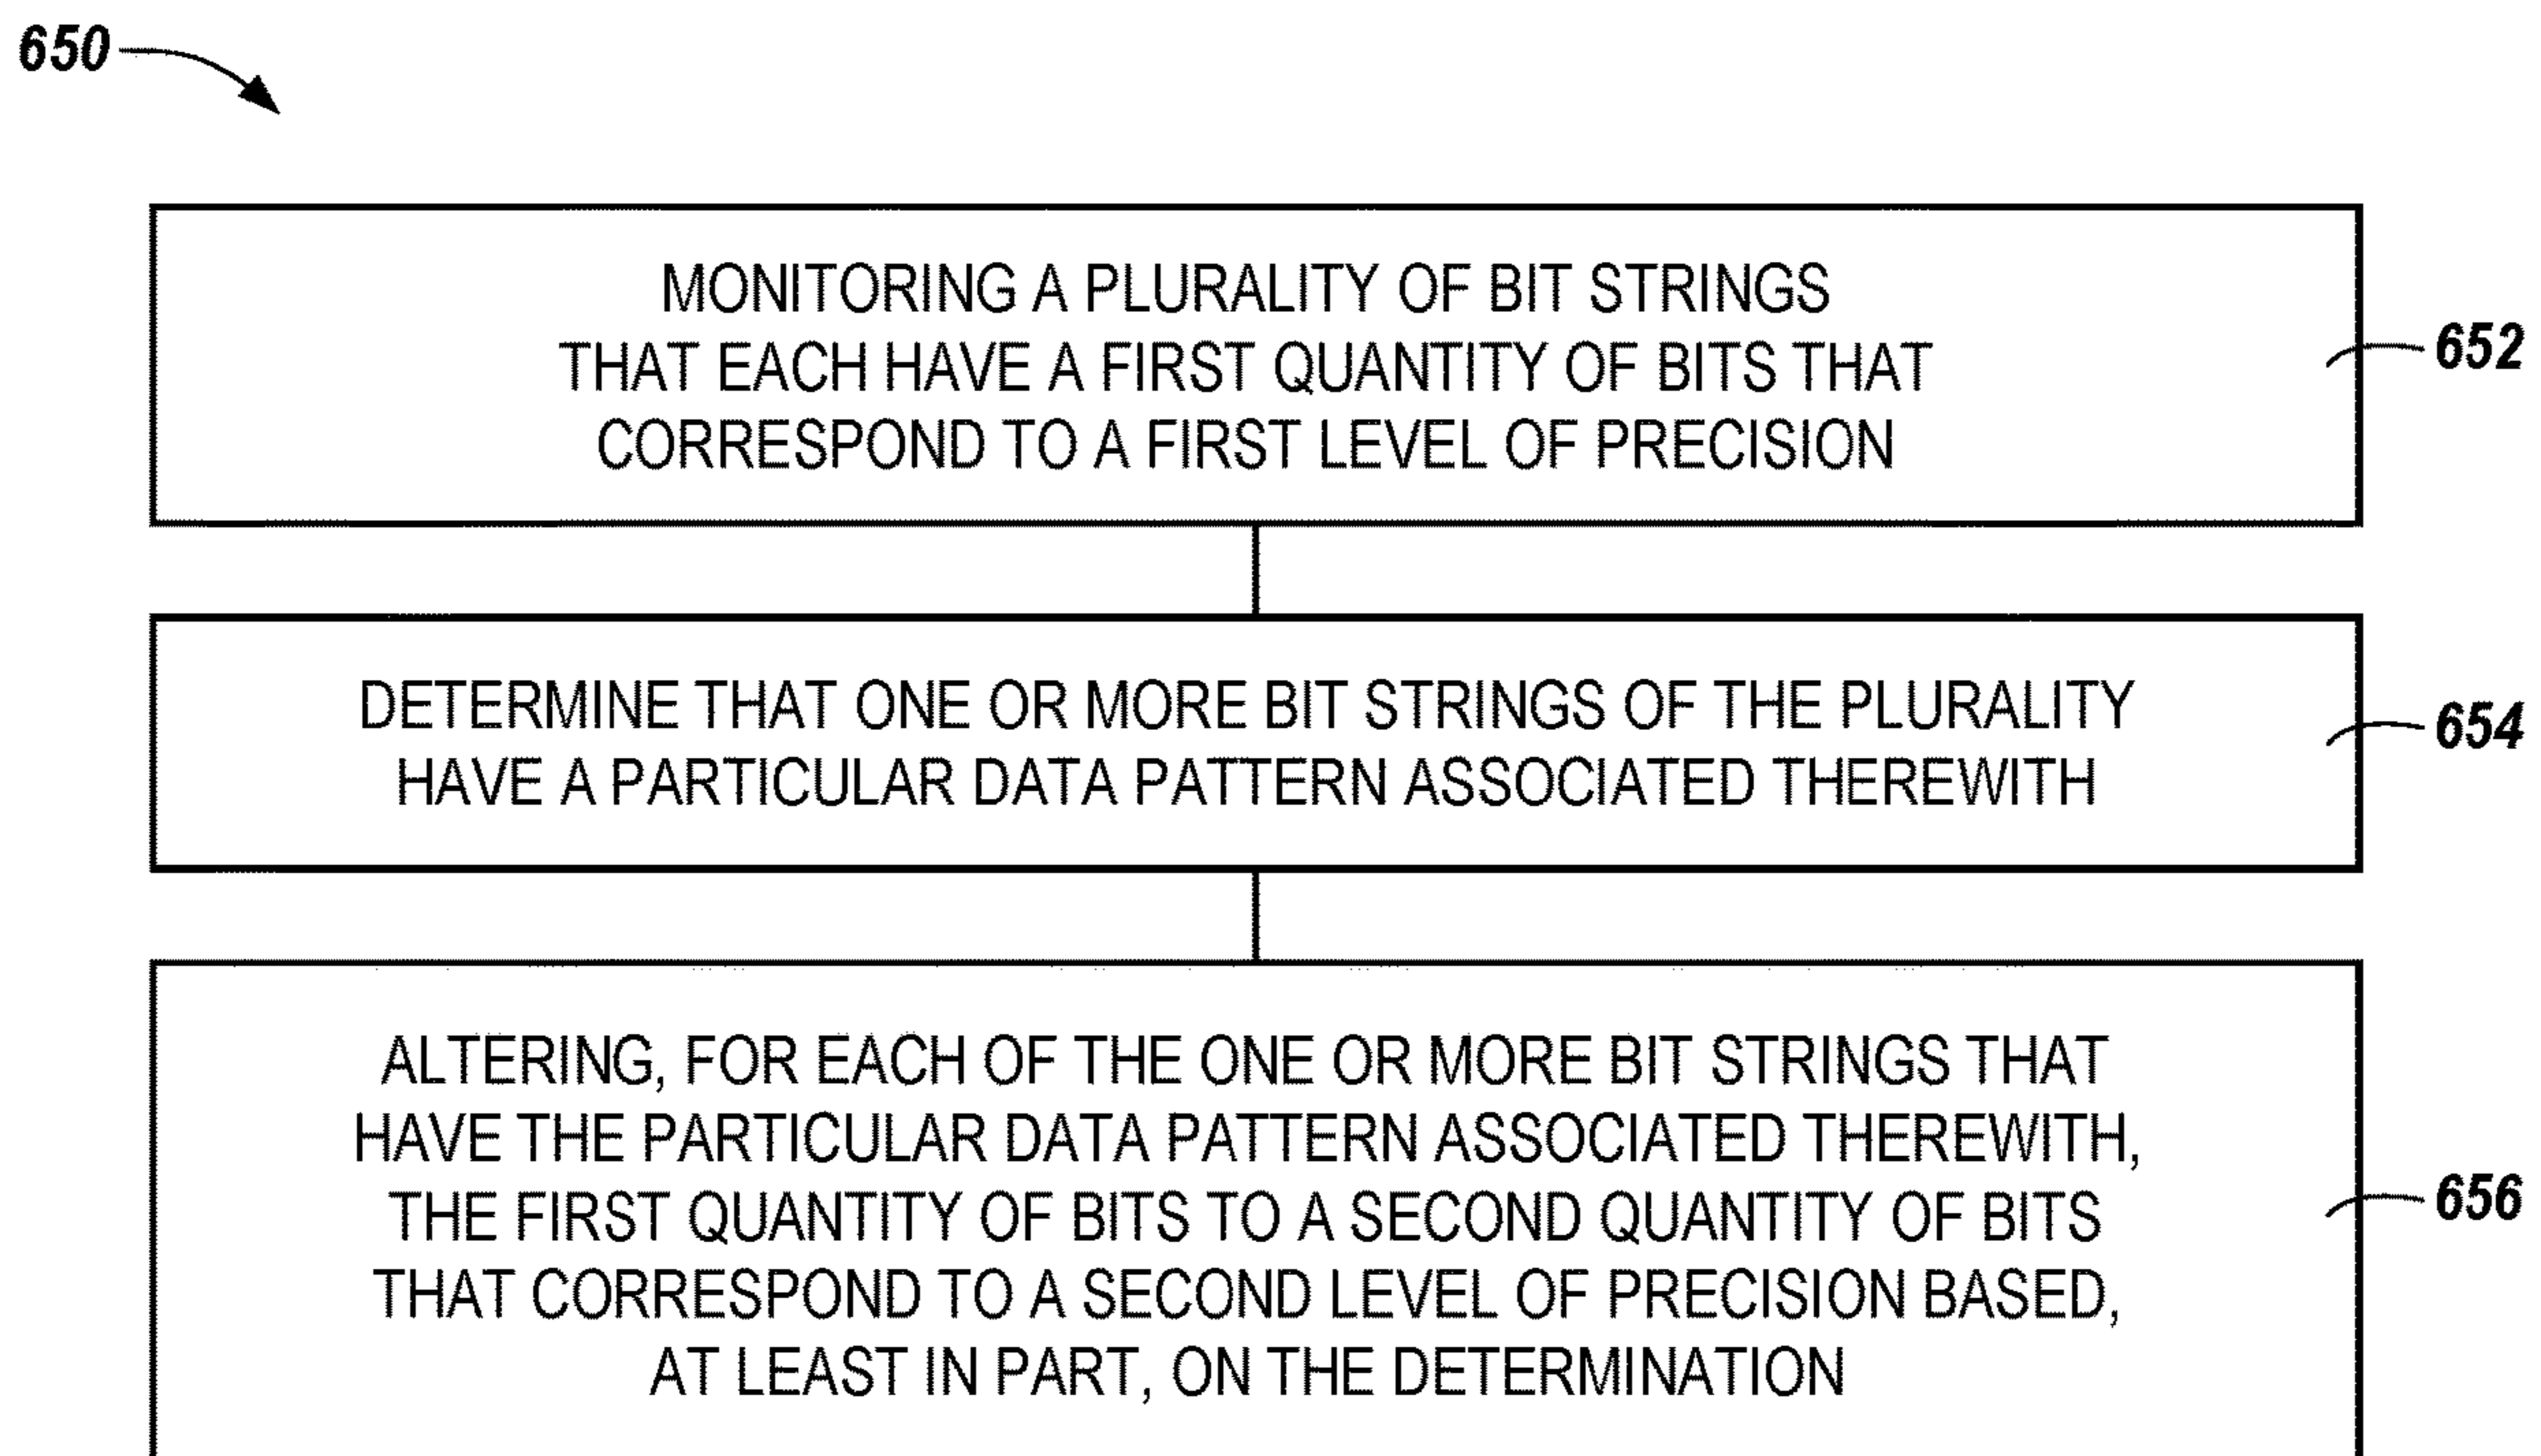 650
MONITORING A PLURALITY OF BIT STRINGS
THAT EACH HAVE A FIRST QUANTITY OF BITS THAT
CORRESPOND TO A FIRST LEVEL OF PRECISION
652
DETERMINE THAT ONE OR MORE BIT STRINGS OF THE PLURALITY
HAVE A PARTICULAR DATA PATTERN ASSOCIATED THEREWITH
654
ALTERING, FOR EACH OF THE ONE OR MORE BIT STRINGS THAT
HAVE THE PARTICULAR DATA PATTERN ASSOCIATED THEREWITH,
THE FIRST QUANTITY OF BITS TO A SECOND QUANTITY OF BITS
THAT CORRESPOND TO A SECOND LEVEL OF PRECISION BASED,
AT LEAST IN PART, ON THE DETERMINATION
656